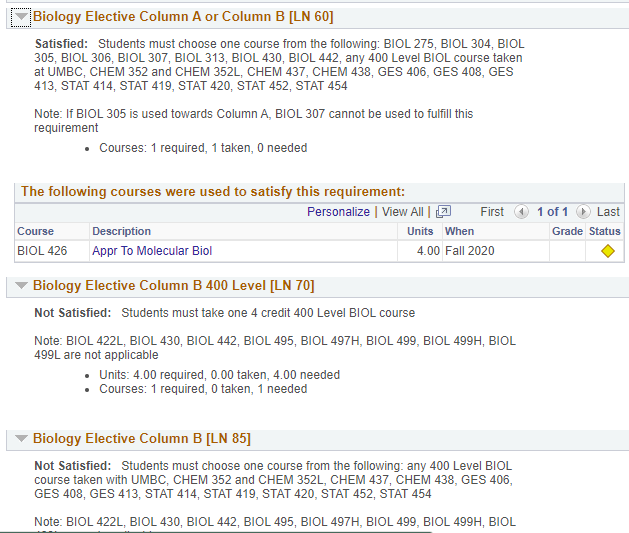 Biology Elective Column A or Column B [LN 60]
Satisfied: Students must choose one course from the following: BIOL 275, BIOL 304, BIOL
305, BIOL 306, BIOL 307, BIOL 313, BIOL 430, BIOL 442, any 400 Level BIOL course taken
at UMBC, CHEM 352 and CHEM 352L, CHEM 437, CHEM 438, GES 406, GES 408, GES
413, STAT 414, STAT 419, STAT 420, STAT 452, STAT 454
Note: If BIOL 305 is used towards Column A, BIOL 307 cannot be used to fulfill this
requirement
• Courses: 1 required, 1 taken, 0 needed
The following courses were used to satisfy this requirement:
Personalize | View All | First 1 of 1 Last
Course Description Units When Grade Status
BIOL 426 Appr To Molecular Biol 4.00 Fall 2020
Biology Elective Column B 400 Level [LN 70]
Not Satisfied: Students must take one 4 credit 400 Level BIOL course
Note: BIOL 422L, BIOL 430, BIOL 442, BIOL 495, BIOL 497H, BIOL 499, BIOL 499H, BIOL
499L are not applicable
• Units: 4.00 required, 0.00 taken, 4.00 needed
• Courses: 1 required, 0 taken, 1 needed
Biology Elective Column B [LN 85]
Not Satisfied: Students must choose one course from the following: any 400 Level BIOL
course taken with UMBC, CHEM 352 and CHEM 352L, CHEM 437, CHEM 438, GES 406,
GES 408, GES 413, STAT 414, STAT 419, STAT 420, STAT 452, STAT 454
Note: BIOL 422L, BIOL 430, BIOL 442, BIOL 495, BIOL 497H, BIOL 499, BIOL 499H, BIOL